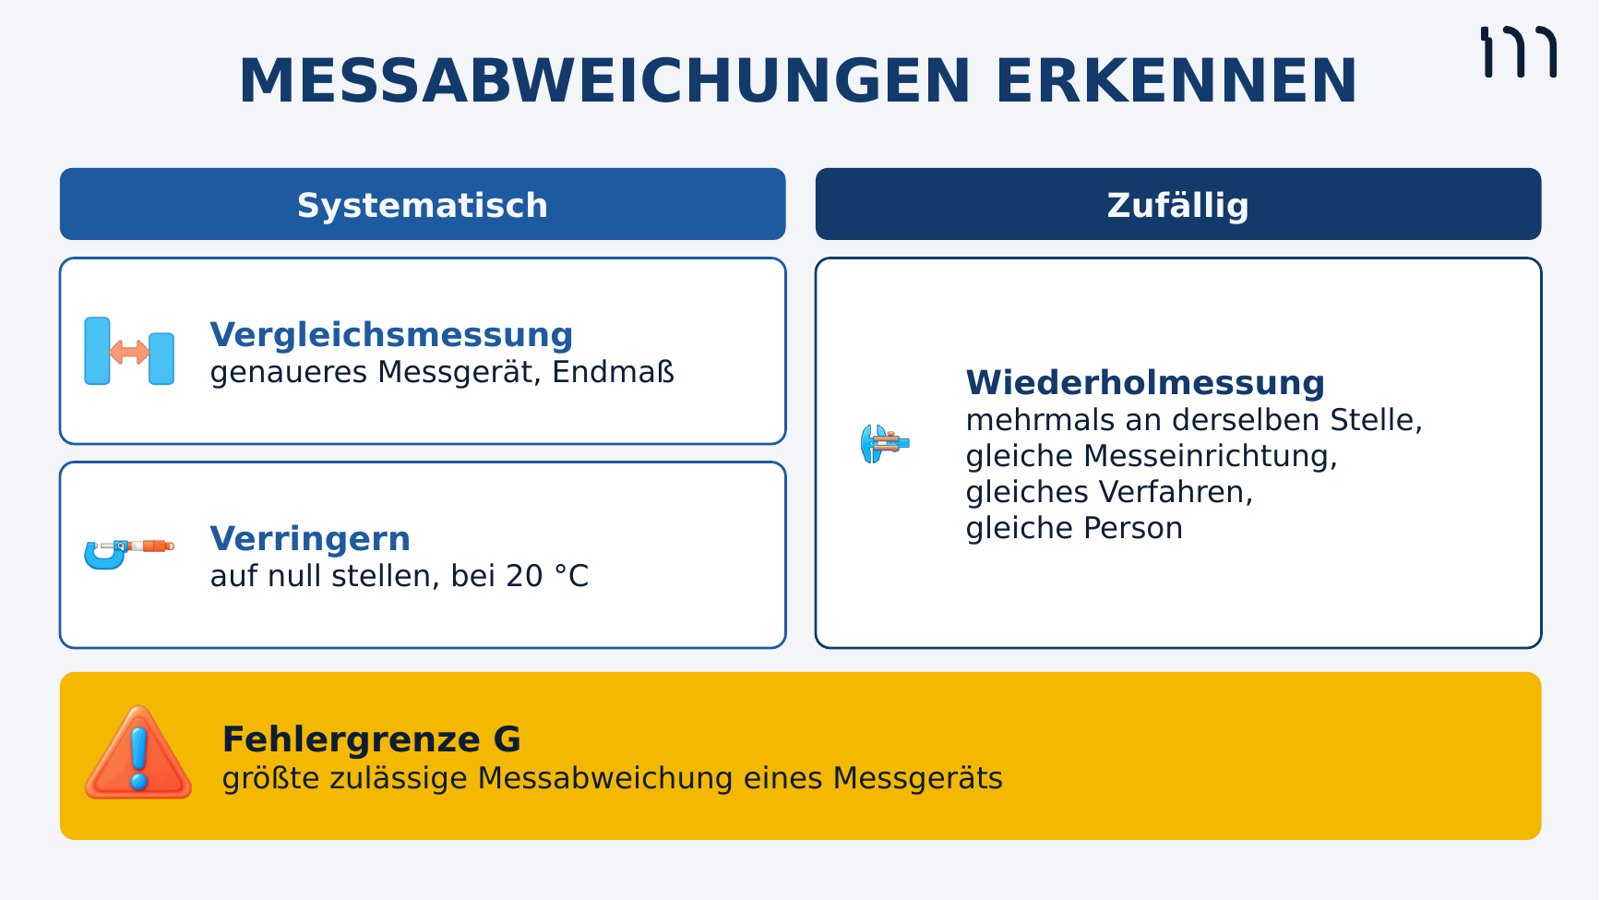 MESSABWEICHUNGEN ERKENNEN
Systematisch
Vergleichsmessung
genaueres Messgerät, Endmaß
Verringern
auf null stellen, bei 20 °C
Zufällig
Wiederholmessung
mehrmals an derselben Stelle,
gleiche Messeinrichtung,
gleiches Verfahren,
gleiche Person
Fehlergrenze G
größte zulässige Messabweichung eines Messgeräts